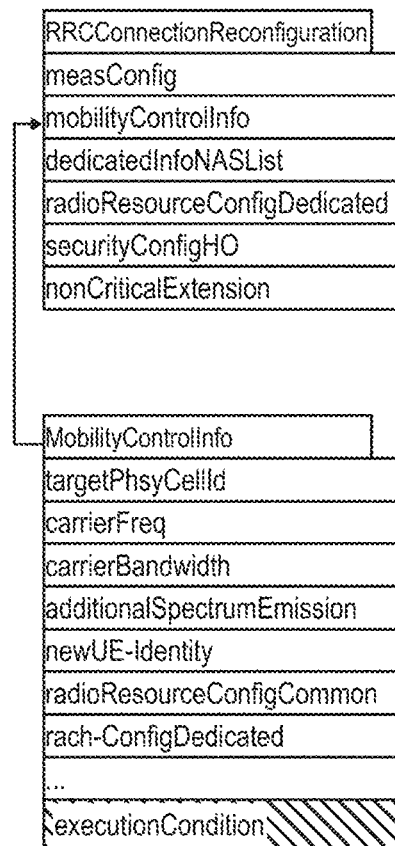 RRCConnectionReconfiguration
measConfig
mobilityControlInfo
dedicatedInfoNASList
radioResourceConfigDedicated
securityConfigHO
nonCriticalExtension
MobilityControlInfo
targetPhsyCellId
carrierFreq
carrierBandwidth
additionalSpectrumEmission
newUE-Identity
radioResourceConfigCommon
rach-ConfigDedicated
...
executionCondition